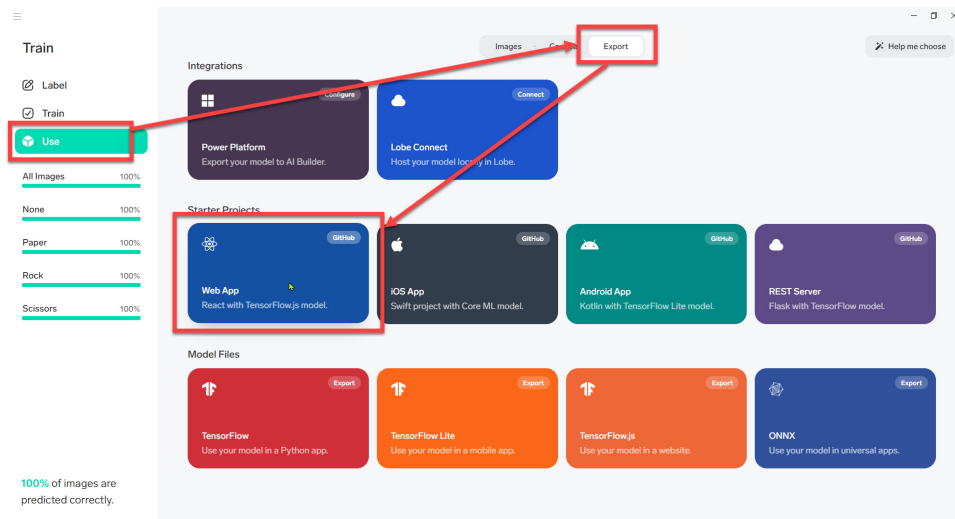 Train
Label
Train
Use
All Images 100%
None 100%
Paper 100%
Rock 100%
Scissors 100%
100% of images are
predicted correctly.
Images
Export
Help me choose
Integrations
Configure
Power Platform
Export your model to AI Builder.
Connect
Lobe Connect
Host your model locally in Lobe.
Starter Projects
GitHub
Web App
React with TensorFlow.js model.
GitHub
iOS App
Swift project with Core ML model.
GitHub
Android App
Kotlin with TensorFlow Lite model.
GitHub
REST Server
Flask with TensorFlow model.
Model Files
Export
TensorFlow
Use your model in a Python app.
Export
TensorFlow Lite
Use your model in a mobile app.
Export
TensorFlow.js
Use your model in a website.
Export
ONNX
Use your model in universal apps.